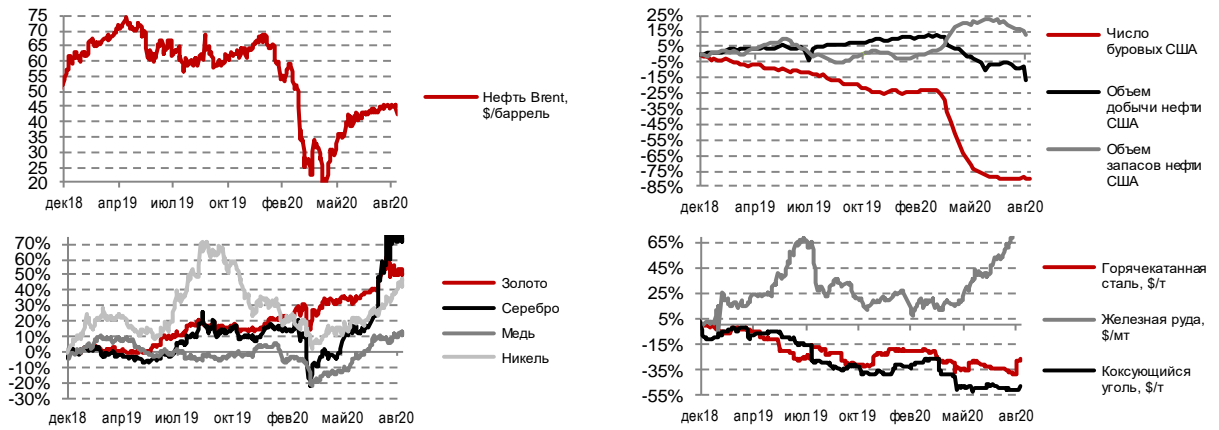 75
70
65
60
55
50
45
40
35
30
25
20
дек18 апр19 июл19 окт19 фев20 май20 авг20
Нефть Brent,
$/баррель
25%
15%
5%
-5%
-15%
-25%
-35%
-45%
-55%
-65%
-75%
-85%
дек18 апр19 июл19 окт19 фев20 май20 авг20
Число
буровых США
Объем
добычи нефти
США
Объем
запасов нефти
США
70%
60%
50%
40%
30%
20%
10%
0%
-10%
-20%
-30%
дек18 апр19 июл19 окт19 фев20 май20 авг20
Золото
Серебро
Медь
Никель
65%
45%
25%
5%
-15%
-35%
-55%
дек18 апр19 июл19 окт19 фев20 май20 авг20
Горячекатанная
сталь, $/т
Железная руда,
$/мт
Коксующийся
уголь, $/т